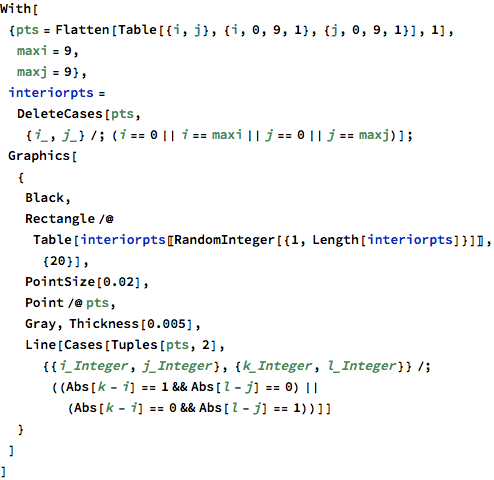 With[
{pts = Flatten[Table[{i, j}, {i, 0, 9, 1}, {j, 0, 9, 1}], 1],
maxi = 9,
maxj = 9},
interiorpts =
DeleteCases[pts,
{i_, j_} /; (i == 0 || i == maxi || j == 0 || j == maxj)];
Graphics[
{
Black,
Rectangle /@
Table[interiorpts⟦RandomInteger[{1, Length[interiorpts]}]⟧,
{20}],
PointSize[0.02],
Point /@ pts,
Gray, Thickness[0.005],
Line[Cases[Tuples[pts, 2],
{{i_Integer, j_Integer}, {k_Integer, l_Integer}} /;
((Abs[k - i] == 1 && Abs[l - j] == 0) ||
(Abs[k - i] == 0 && Abs[l - j] == 1))]]
}
]
]